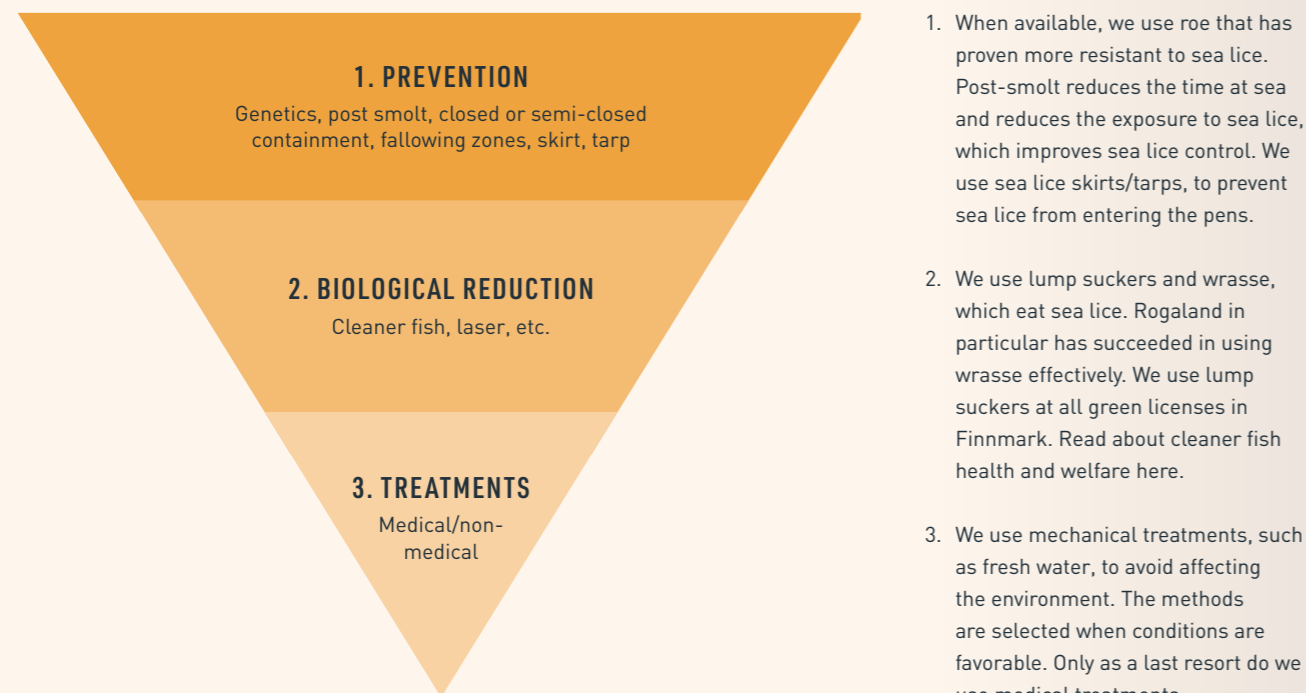 1. PREVENTION
Genetics, post smolt, closed or semi-closed
containment, fallowing zones, skirt, tarp
2. BIOLOGICAL REDUCTION
Cleaner fish, laser, etc.
3. TREATMENTS
Medical/non-
medical
1. When available, we use roe that has
proven more resistant to sea lice.
Post-smolt reduces the time at sea
and reduces the exposure to sea lice,
which improves sea lice control. We
use sea lice skirts/tarps, to prevent
sea lice from entering the pens.
2. We use lump suckers and wrasse,
which eat sea lice. Rogaland in
particular has succeeded in using
wrasse effectively. We use lump
suckers at all green licenses in
Finnmark. Read about cleaner fish
health and welfare here.
3. We use mechanical treatments, such
as fresh water, to avoid affecting
the environment. The methods
are selected when conditions are
favorable. Only as a last resort do we
use medical treatments